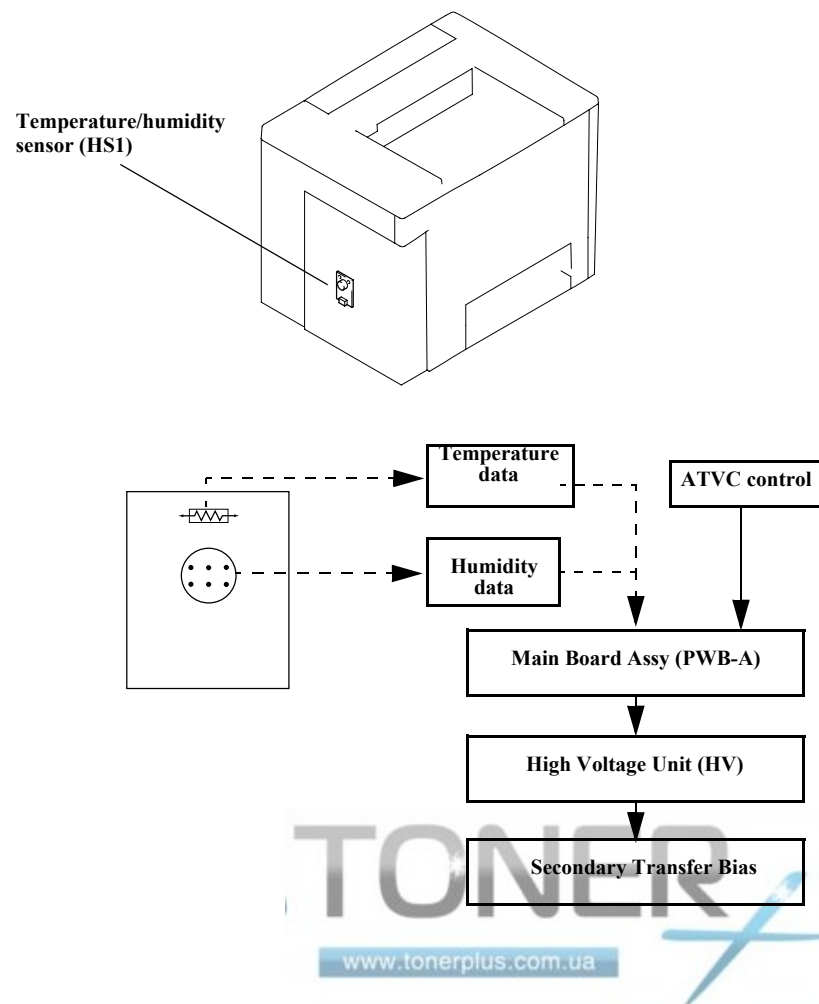 Temperature/humidity
sensor (HS1)
Temperature
data
ATVC control
Humidity
data
Main Board Assy (PWB-A)
High Voltage Unit (HV)
Secondary Transfer Bias
TONER
www.tonerplus.com.ua